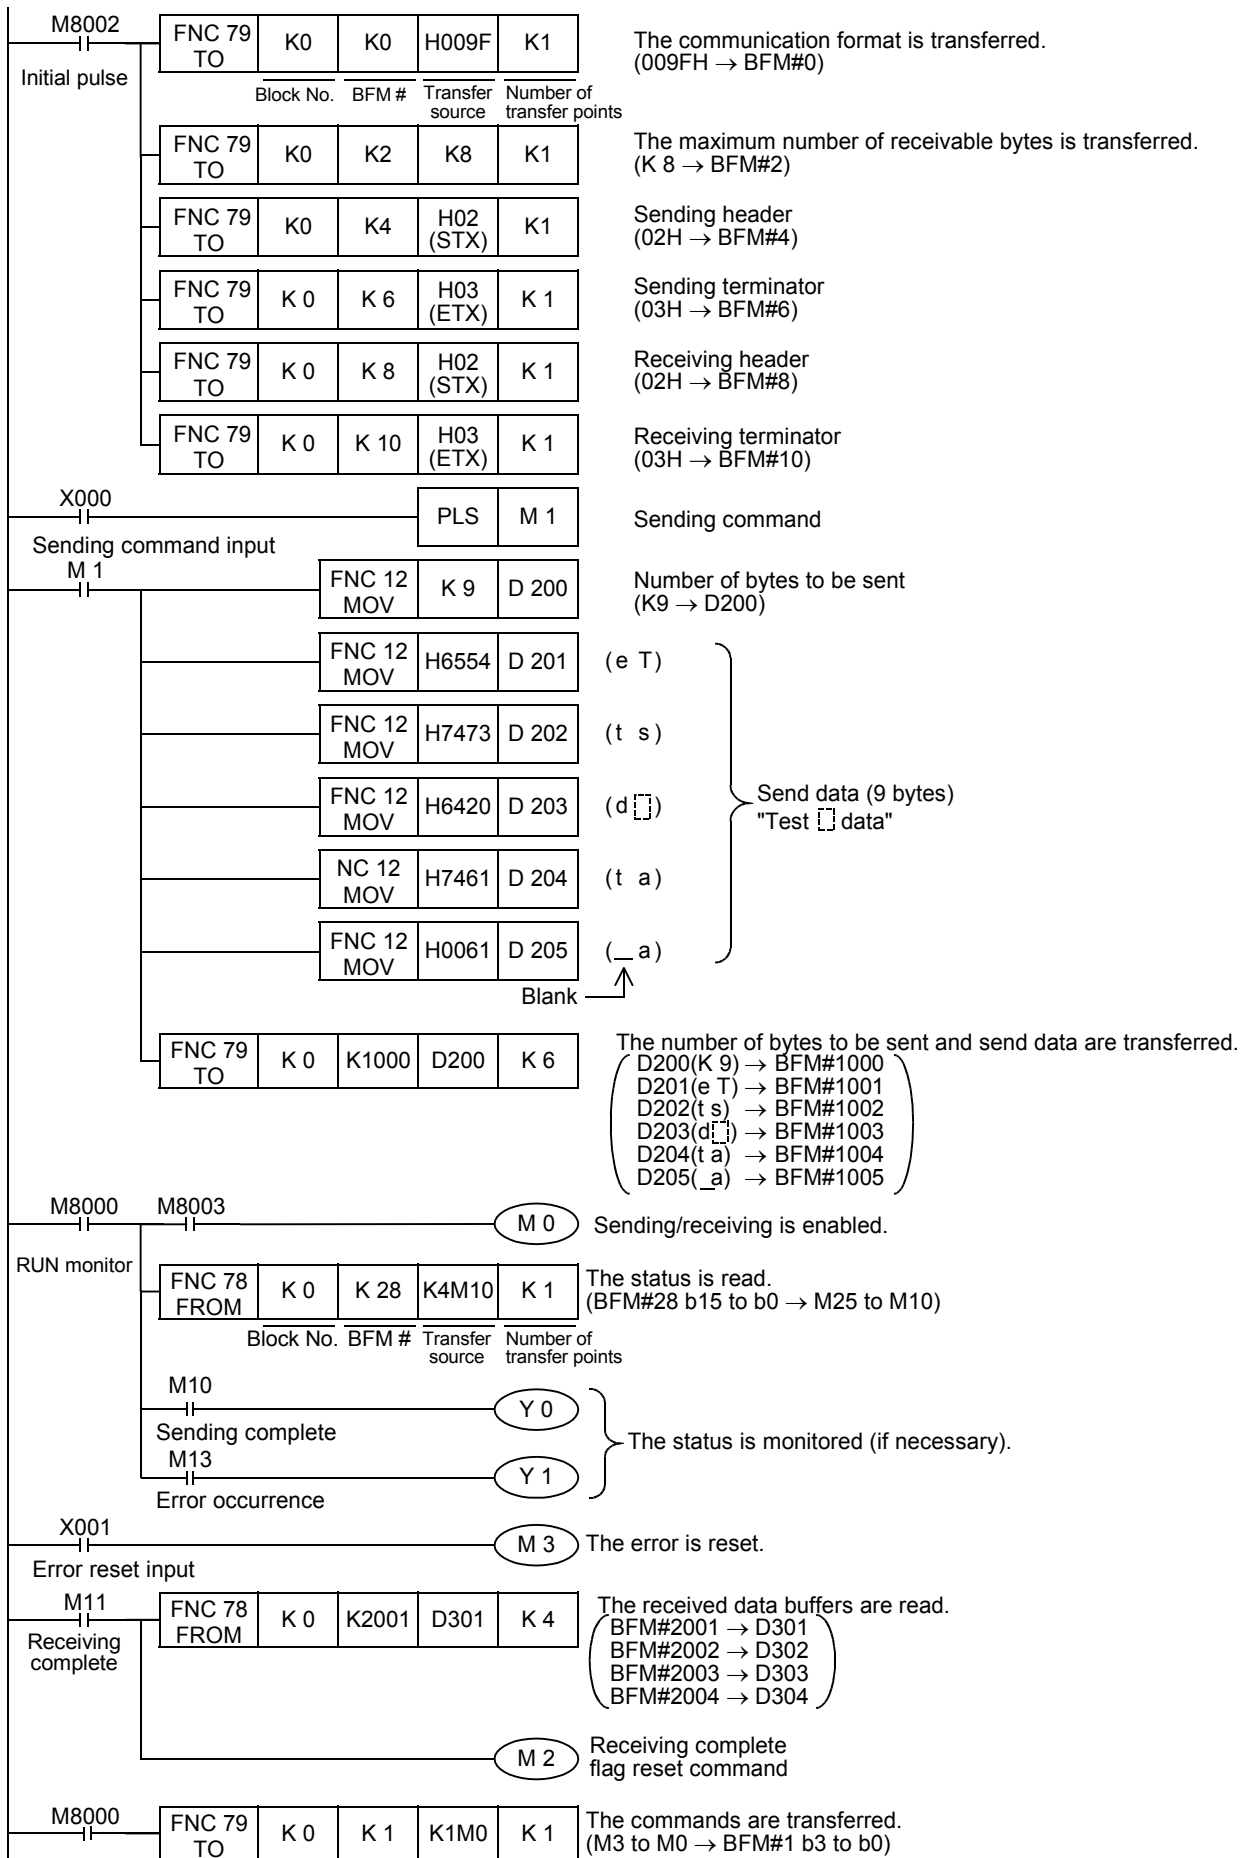 M8002
Initial pulse
FNC 79 TO K0 K0 H009F K1
The communication format is transferred.
(009FH → BFM#0)
Block No. BFM # Transfer source Number of transfer points
FNC 79 TO K0 K2 K8 K1
The maximum number of receivable bytes is transferred.
(K 8 → BFM#2)
FNC 79 TO K0 K4 H02 (STX) K1
Sending header
(02H → BFM#4)
FNC 79 TO K 0 K 6 H03 (ETX) K 1
Sending terminator
(03H → BFM#6)
FNC 79 TO K 0 K 8 H02 (STX) K 1
Receiving header
(02H → BFM#8)
FNC 79 TO K 0 K 10 H03 (ETX) K 1
Receiving terminator
(03H → BFM#10)
X000
Sending command input
PLS M 1
Sending command
M 1
FNC 12 MOV K 9 D 200
Number of bytes to be sent
(K9 → D200)
FNC 12 MOV H6554 D 201 (e T)
FNC 12 MOV H7473 D 202 (t s)
FNC 12 MOV H6420 D 203 (d )
Send data (9 bytes)
"Test data"
NC 12 MOV H7461 D 204 (t a)
FNC 12 MOV H0061 D 205 (_ a)
Blank
FNC 79 TO K 0 K1000 D200 K 6
The number of bytes to be sent and send data are transferred.
D200(K 9) → BFM#1000
D201(e T) → BFM#1001
D202(t s) → BFM#1002
D203(d ) → BFM#1003
D204(t a) → BFM#1004
D205(_a) → BFM#1005
M8000 M8003
RUN monitor
M 0
Sending/receiving is enabled.
FNC 78 FROM K 0 K 28 K4M10 K 1
The status is read.
(BFM#28 b15 to b0 → M25 to M10)
Block No. BFM # Transfer source Number of transfer points
M10
Sending complete
Y 0
M13
Error occurrence
Y 1
The status is monitored (if necessary).
X001
Error reset input
M 3
The error is reset.
M11
Receiving complete
FNC 78 FROM K 0 K2001 D301 K 4
The received data buffers are read.
BFM#2001 → D301
BFM#2002 → D302
BFM#2003 → D303
BFM#2004 → D304
M 2
Receiving complete
flag reset command
M8000
FNC 79 TO K 0 K 1 K1M0 K 1
The commands are transferred.
(M3 to M0 → BFM#1 b3 to b0)